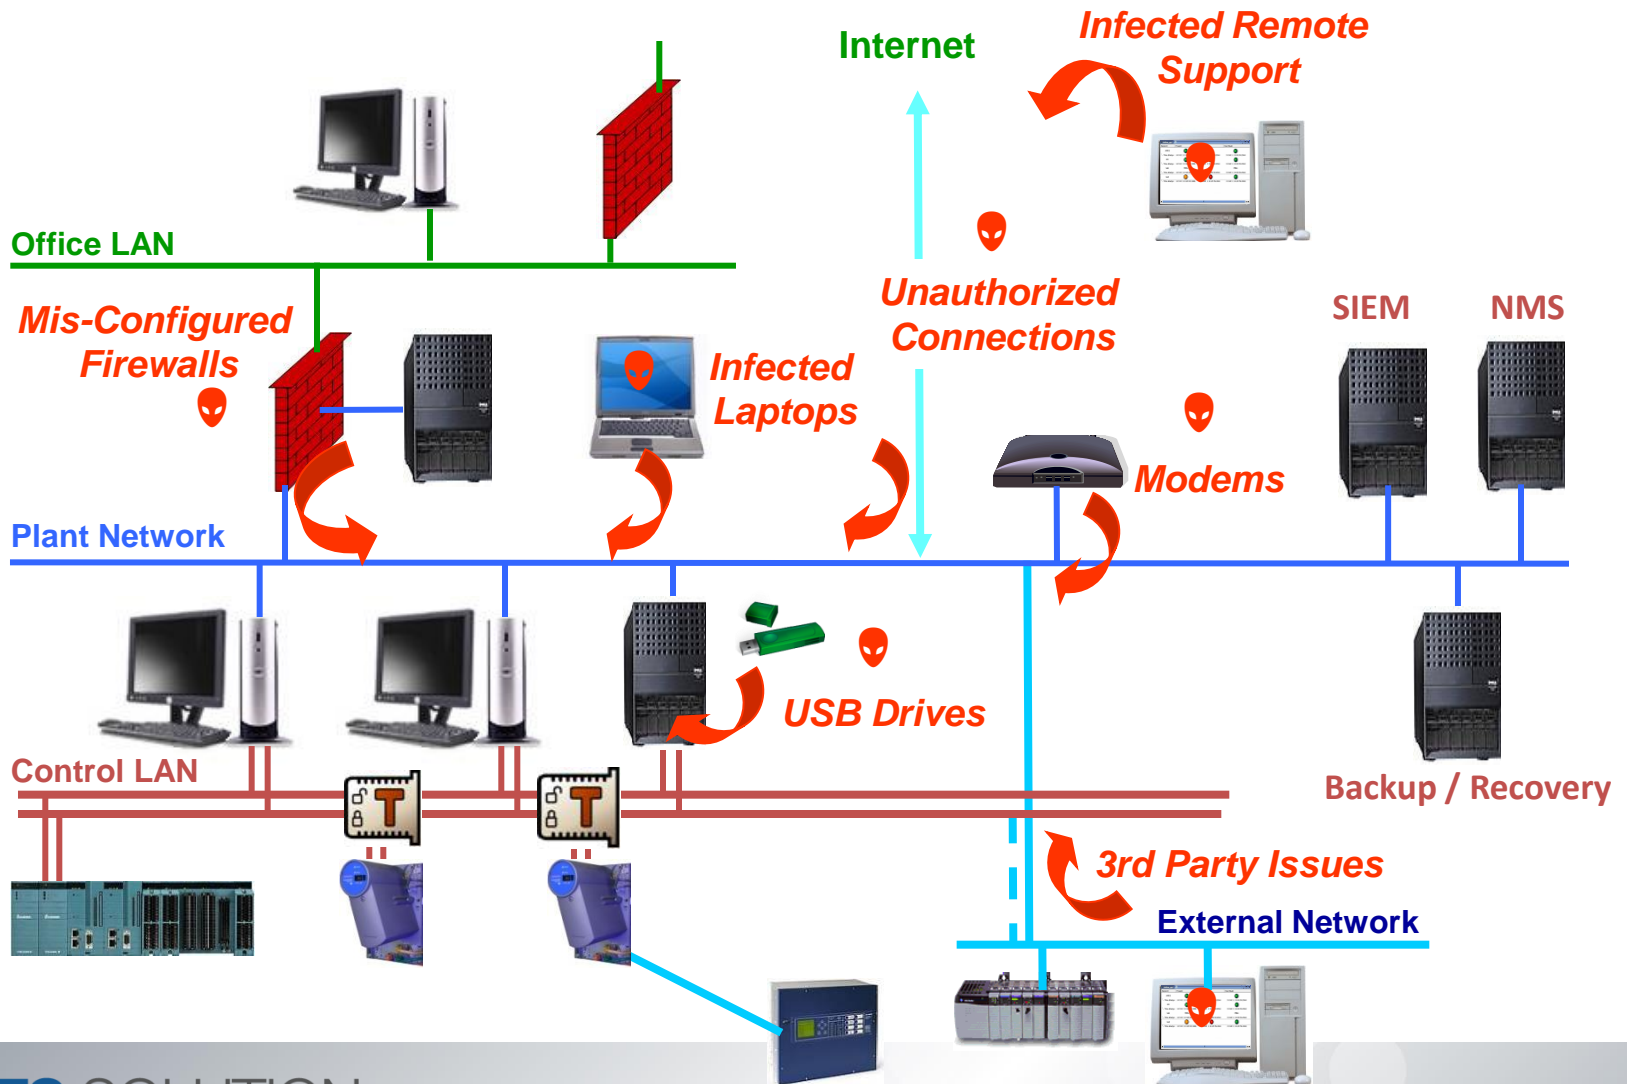 Infected Remote
Support
Internet
Office LAN
Mis-Configured
Firewalls
Unauthorized
Connections
SIEM
NMS
Infected
Laptops
Modems
Plant Network
USB Drives
Control LAN
T
T
Backup / Recovery
3rd Party Issues
External Network
SOLUTION